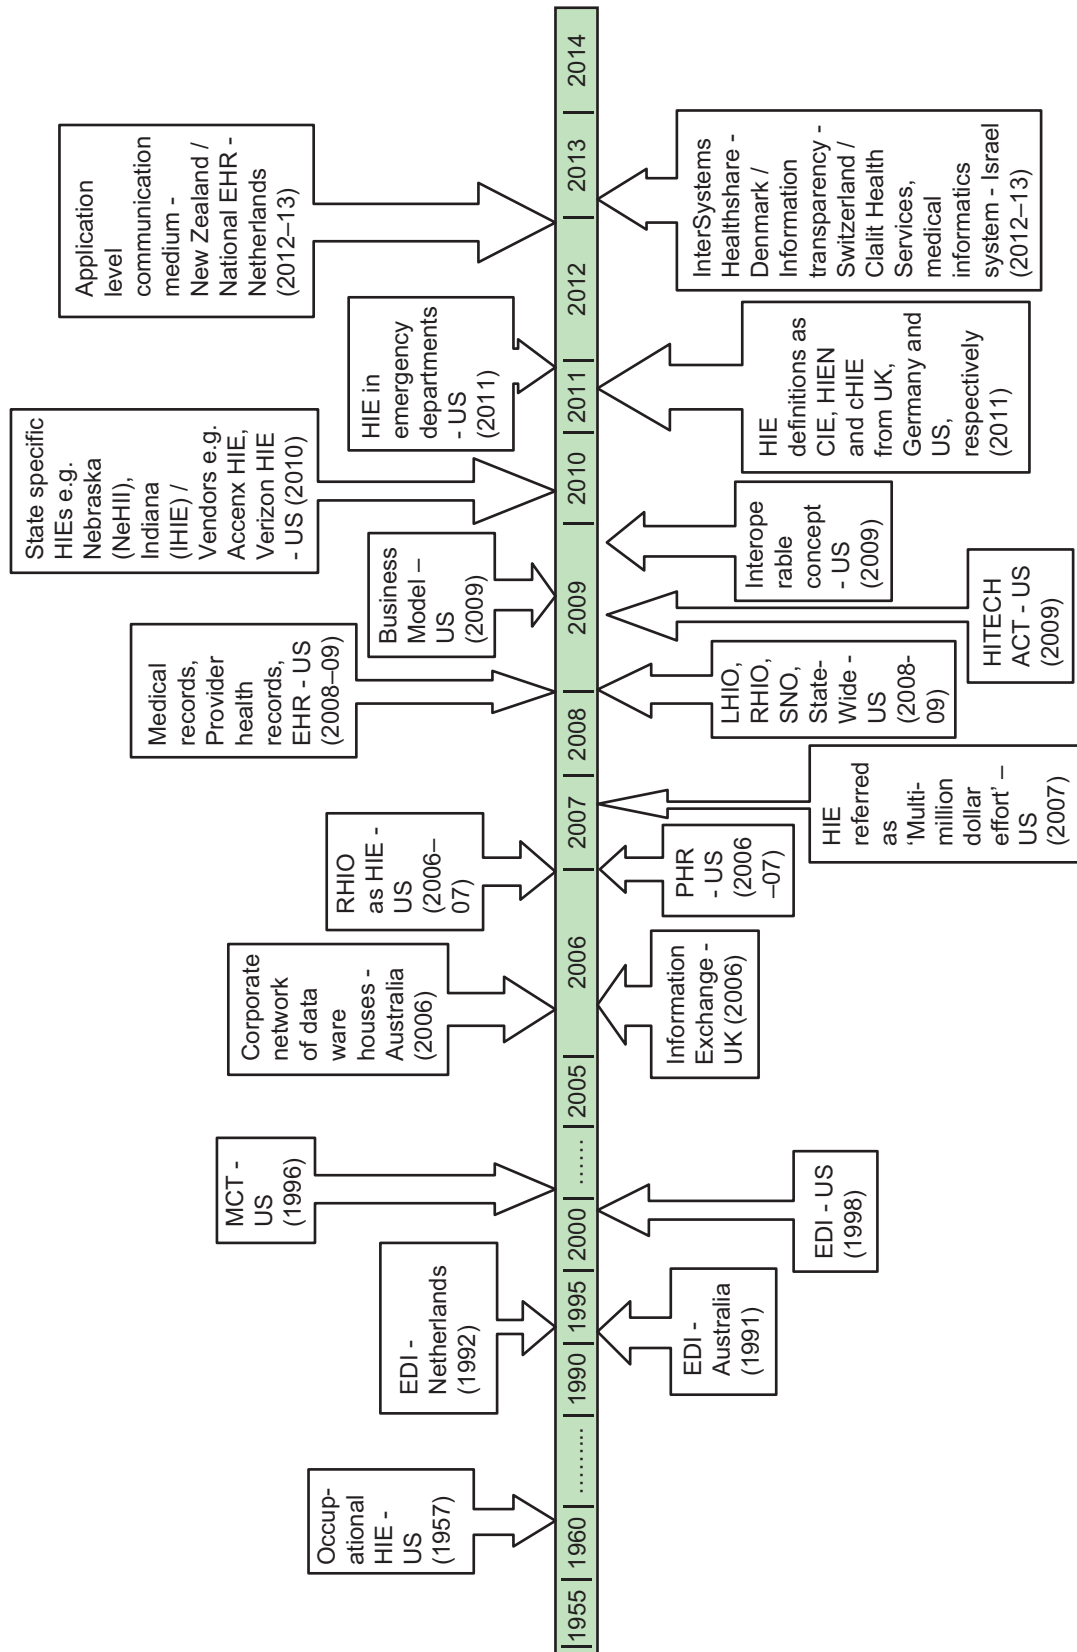 Occup-
ational
HIE -
US
(1957)
EDI -
Netherlands
(1992)
MCT -
US
(1996)
Corporate
network
of data
ware
houses -
Australia
(2006)
RHIO
as HIE -
US
(2006–
07)
Medical
records,
Provider
health
records,
EHR - US
(2008–09)
Business
Model –
US
(2009)
State specific
HIEs e.g.
Nebraska
(NeHII),
Indiana
(IHIE) /
Vendors e.g.
Accenx HIE,
Verizon HIE
- US (2010)
HIE in
emergency
departments
- US
(2011)
Application
level
communication
medium -
New Zealand /
National EHR -
Netherlands
(2012–13)
1955 | 1960 | ......... | 1990 | 1995 | 2000 | ...... | 2005 | 2006 | 2007 | 2008 | 2009 | 2010 | 2011 | 2012 | 2013 | 2014
EDI -
Australia
(1991)
EDI - US
(1998)
Information
Exchange -
UK (2006)
PHR
- US
(2006
–07)
HIE
referred
as
‘Multi-
million
dollar
effort’ –
US
(2007)
LHIO,
RHIO,
SNO,
State-
Wide -
US
(2008-
09)
HITECH
ACT - US
(2009)
Interope
rable
concept
- US
(2009)
HIE
definitions as
CIE, HIEN
and cHIE
from UK,
Germany and
US,
respectively
(2011)
InterSystems
Healthshare -
Denmark /
Information
transparency -
Switzerland /
Clalit Health
Services,
medical
informatics
system - Israel
(2012–13)